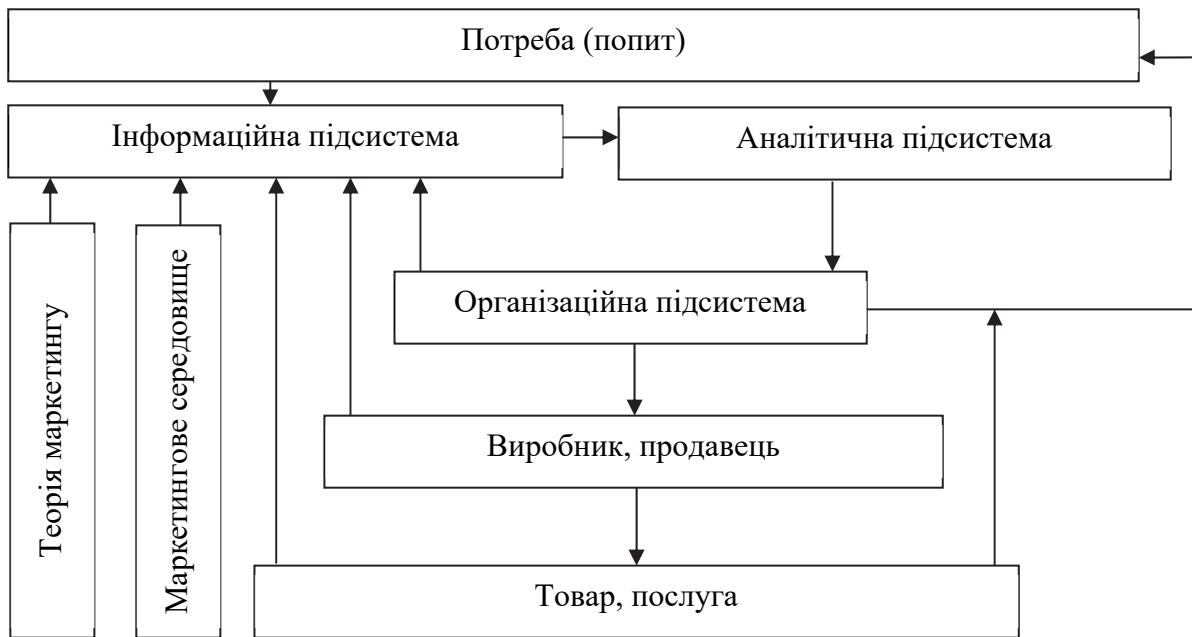 Потреба (попит)
Інформаційна підсистема
Аналітична підсистема
Теорія маркетингу
Маркетингове середовище
Організаційна підсистема
Виробник, продавець
Товар, послуга